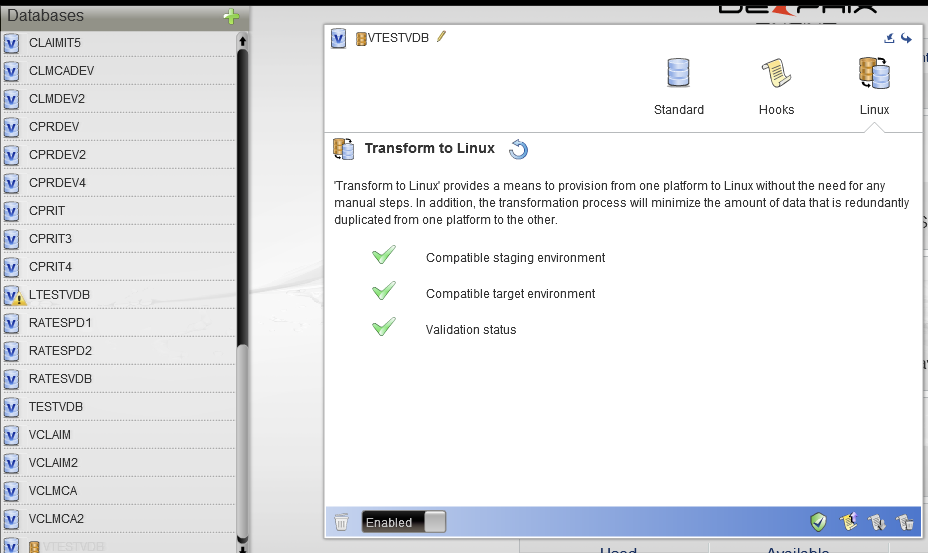 Databases
CLAIMIT5
CLMCADEV
CLMDEV2
CPRDEV
CPRDEV2
CPRDEV4
CPRIT
CPRIT3
CPRIT4
LTESTVDB
RATESPD1
RATESPD2
RATESVDB
TESTVDB
VCLAIM
VCLAIM2
VCLMCA
VCLMCA2
VTESTVDB
VTESTVDB
Standard
Hooks
Linux
Transform to Linux
'Transform to Linux' provides a means to provision from one platform to Linux without the need for any
manual steps. In addition, the transformation process will minimize the amount of data that is redundantly
duplicated from one platform to the other.
Compatible staging environment
Compatible target environment
Validation status
Enabled
Used
Available